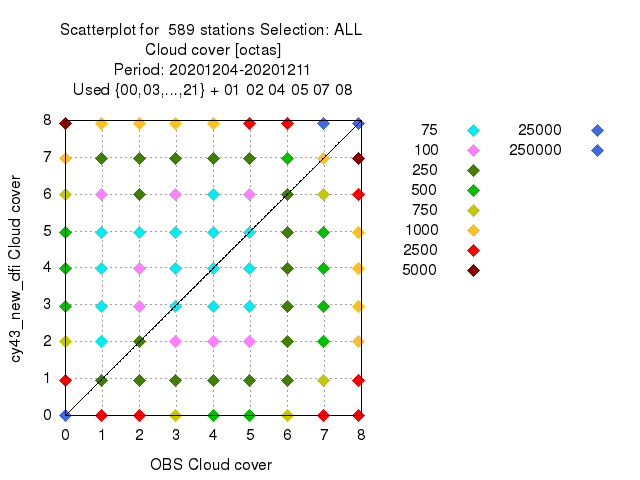 Scatterplot for 589 stations Selection: ALL
Cloud cover [octas]
Period: 20201204-20201211
Used {00,03,...,21} + 01 02 04 05 07 08
8
7
6
5
4
3
2
1
0
cy43_new_dfi Cloud cover
0 1 2 3 4 5 6 7 8
OBS Cloud cover
75 25000
100 250000
250
500
750
1000
2500
5000